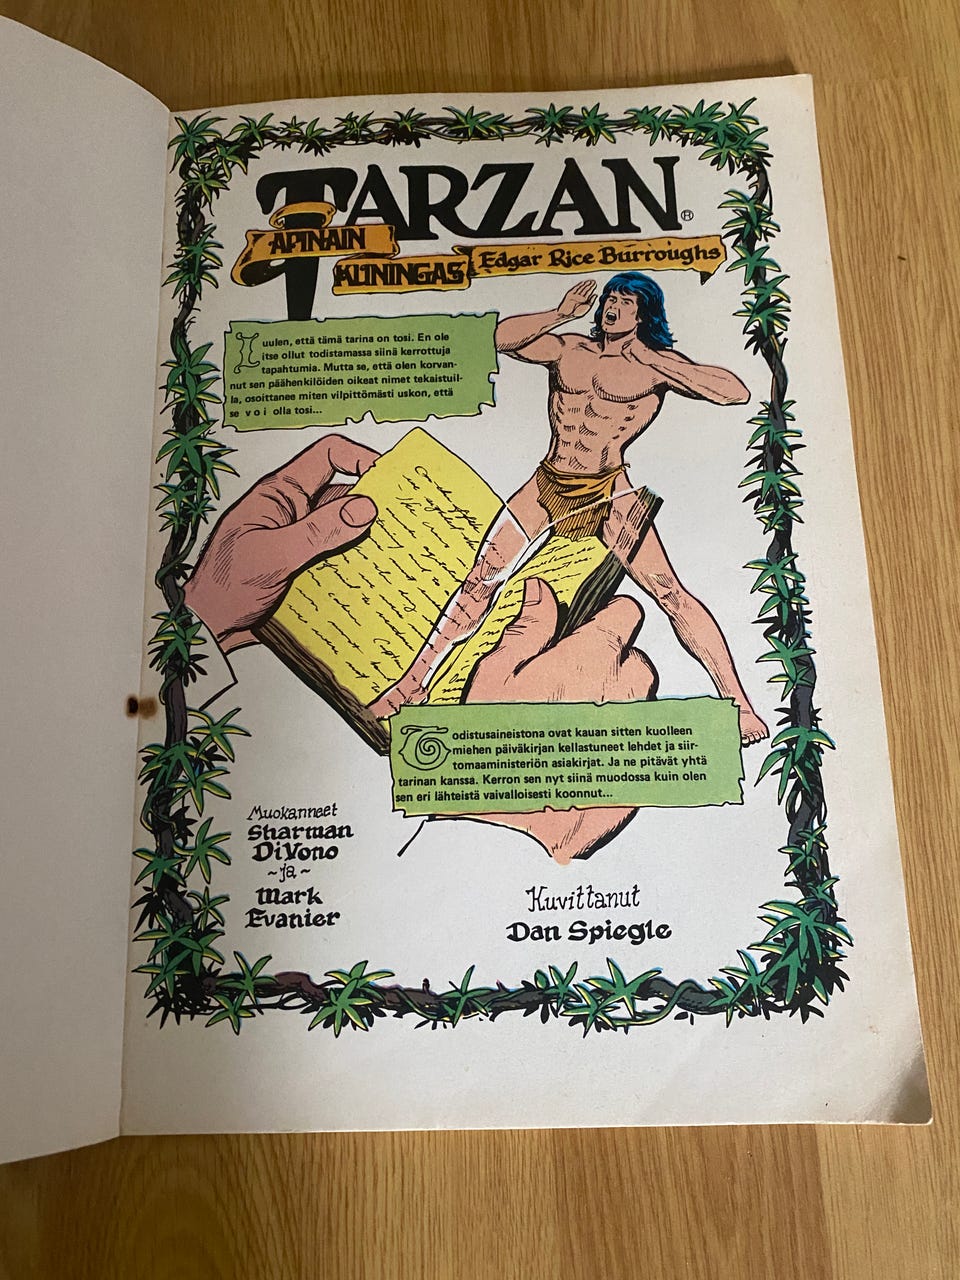 TARZAN®
APINAIN
KUNINGAS
Edgar Rice Burroughs
Luulen, että tämä tarina on tosi. En ole
itse ollut todistamassa siinä kerrottuja
tapahtumia. Mutta se, että olen korvan-
nut sen päähenkilöiden oikeat nimet tekaistuil-
la, osoittanee miten vilpittömästi uskon, että
se v o i olla tosi...
Todistusaineistona ovat kauan sitten kuolleen
miehen päiväkirjan kellastuneet lehdet ja siir-
tomaaministeriön asiakirjat. Ja ne pitävät yhtä
tarinan kanssa. Kerron sen nyt siinä muodossa kuin olen
sen eri lähteistä vaivalloisesti koonnut...
Muokanneet
Sharman
DiVono
~ja~
Mark
Evanier
Kuvittanut
Dan Spiegle